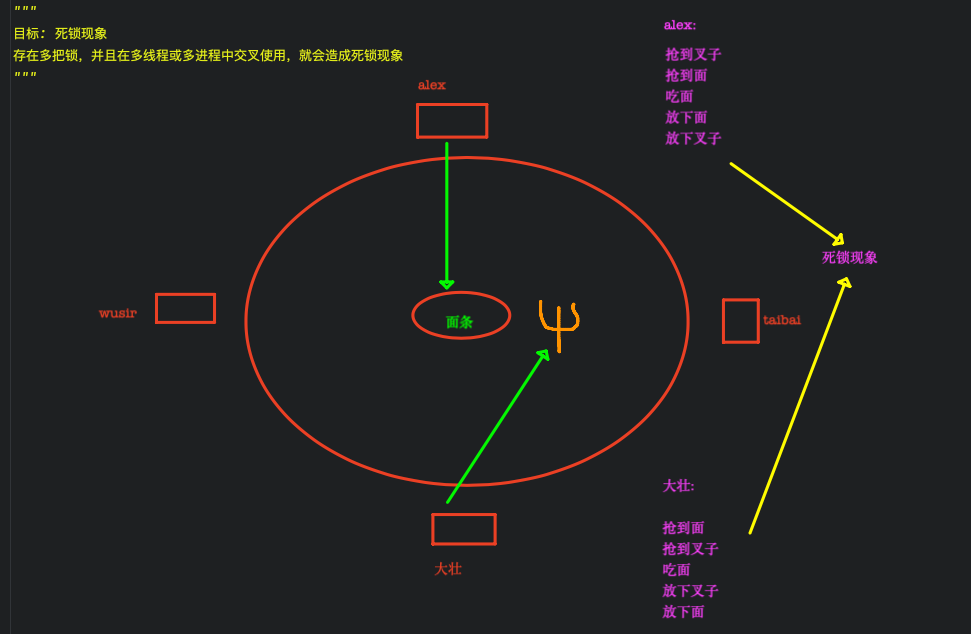 """
目标: 死锁现象
存在多把锁, 并且在多线程或多进程中交叉使用, 就会造成死锁现象
"""
alex
alex:
抢到叉子
抢到面
吃面
放下面
放下叉子
死锁现象
wusir
面条
taibai
大壮
大壮:
抢到面
抢到叉子
吃面
放下叉子
放下面